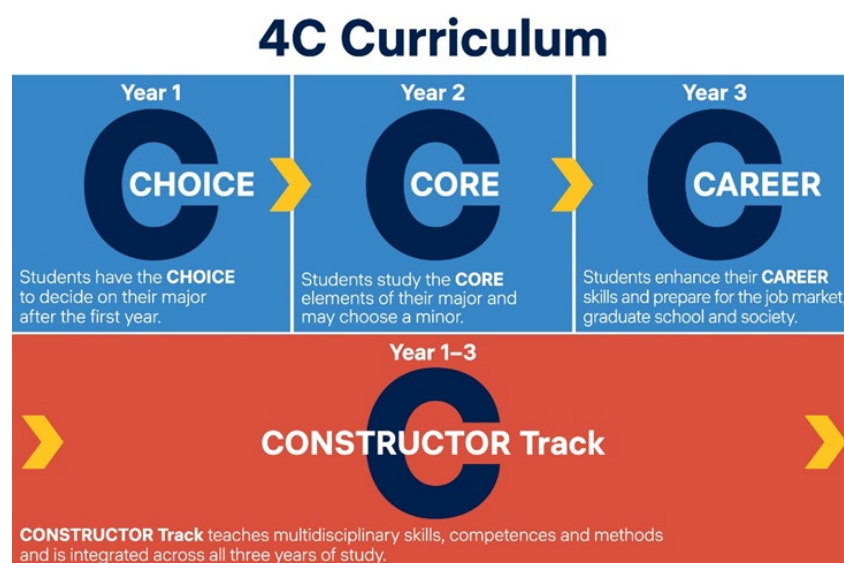 4C Curriculum
Year 1
CHOICE
Students have the CHOICE
to decide on their major
after the first year.
Year 2
CORE
Students study the CORE
elements of their major and
may choose a minor.
Year 3
CAREER
Students enhance their CAREER
skills and prepare for the job market,
graduate school and society.
Year 1–3
CONSTRUCTOR Track
CONSTRUCTOR Track teaches multidisciplinary skills, competences and methods
and is integrated across all three years of study.